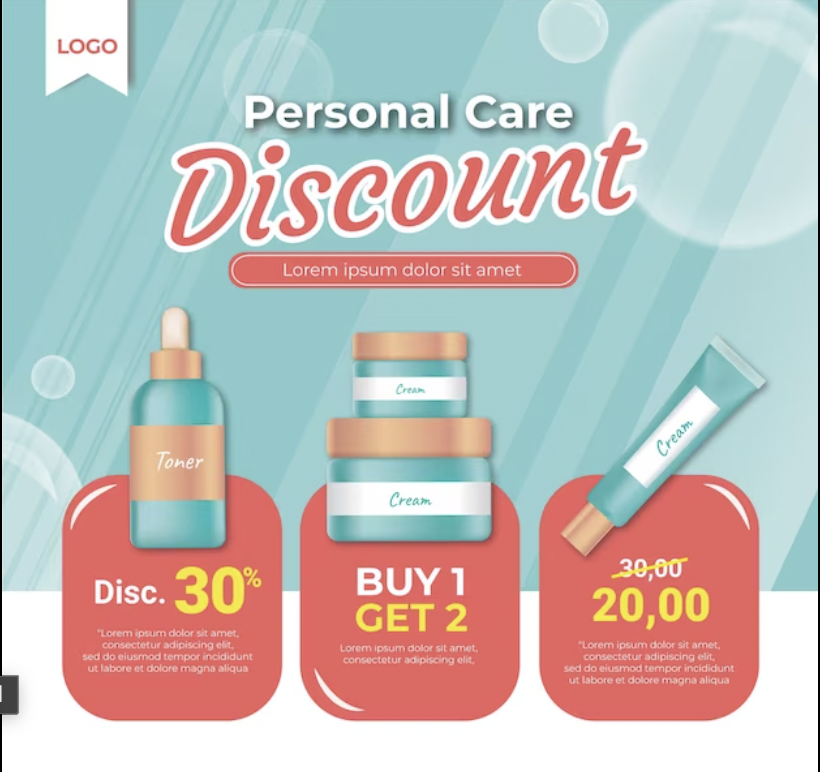 LOGO
Personal Care
Discount
Lorem ipsum dolor sit amet
Toner
Cream
Cream
Cream
Disc. 30%
"Lorem ipsum dolor sit amet,
consectetur adipiscing elit,
sed do eiusmod tempor incididunt
ut labore et dolore magna aliqua
BUY 1
GET 2
Lorem ipsum dolor sit amet,
consectetur adipiscing elit,
30,00
20,00
"Lorem ipsum dolor sit amet,
consectetur adipiscing elit,
sed do eiusmod tempor incididunt
ut labore et dolore magna aliqua